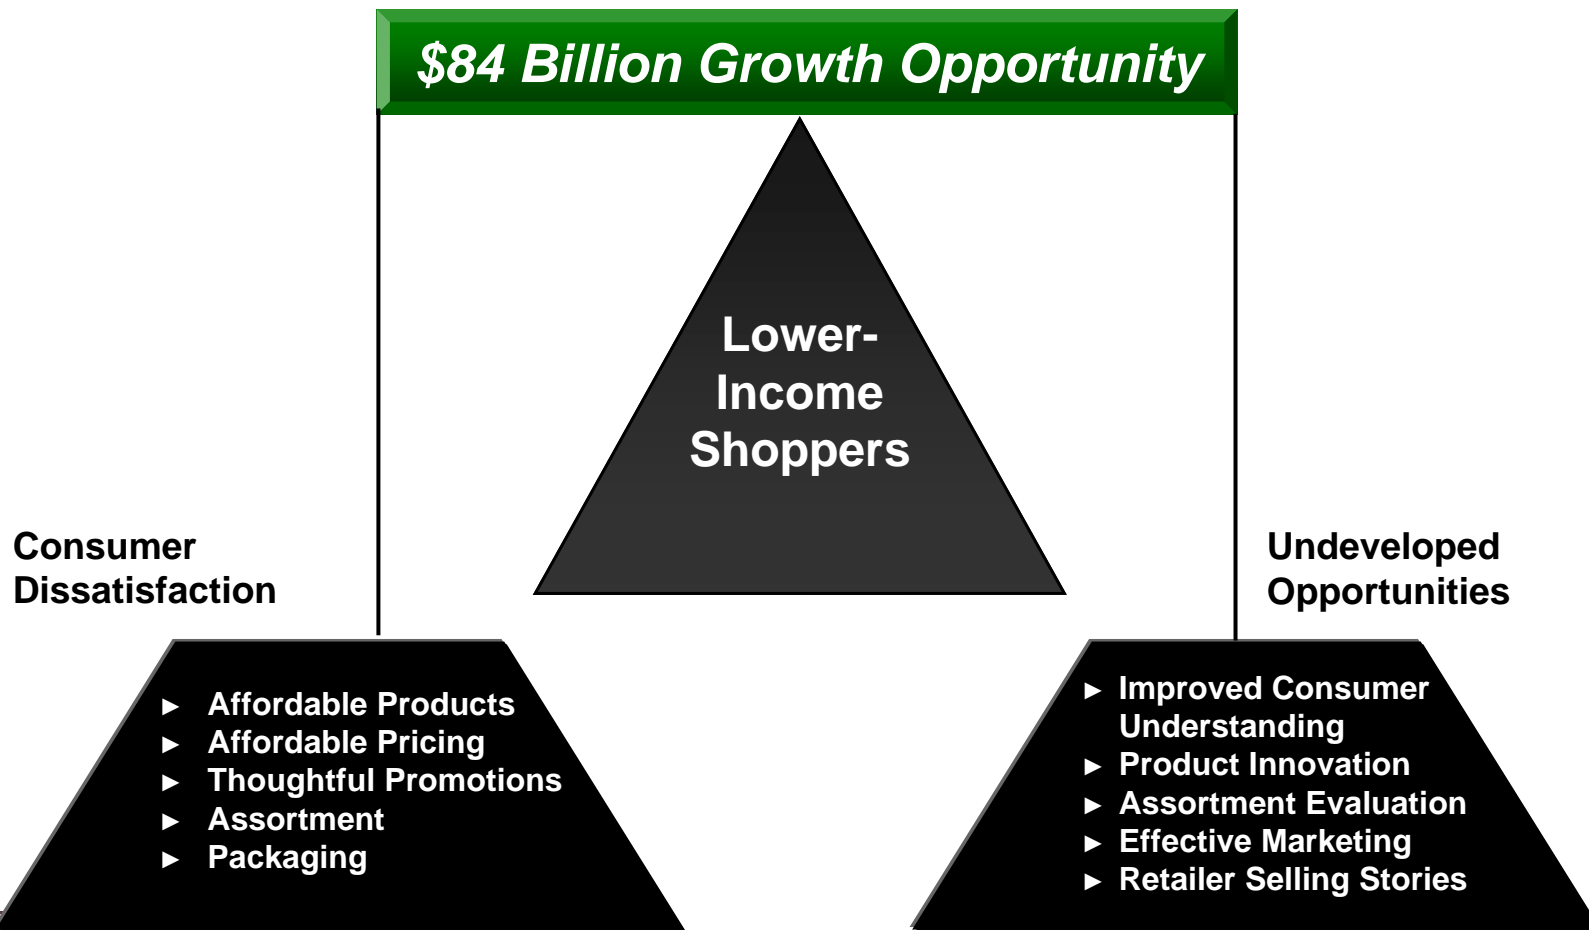 $84 Billion Growth Opportunity
Lower-
Income
Shoppers
Consumer
Dissatisfaction
► Affordable Products
► Affordable Pricing
► Thoughtful Promotions
► Assortment
► Packaging
Undeveloped
Opportunities
► Improved Consumer
Understanding
► Product Innovation
► Assortment Evaluation
► Effective Marketing
► Retailer Selling Stories